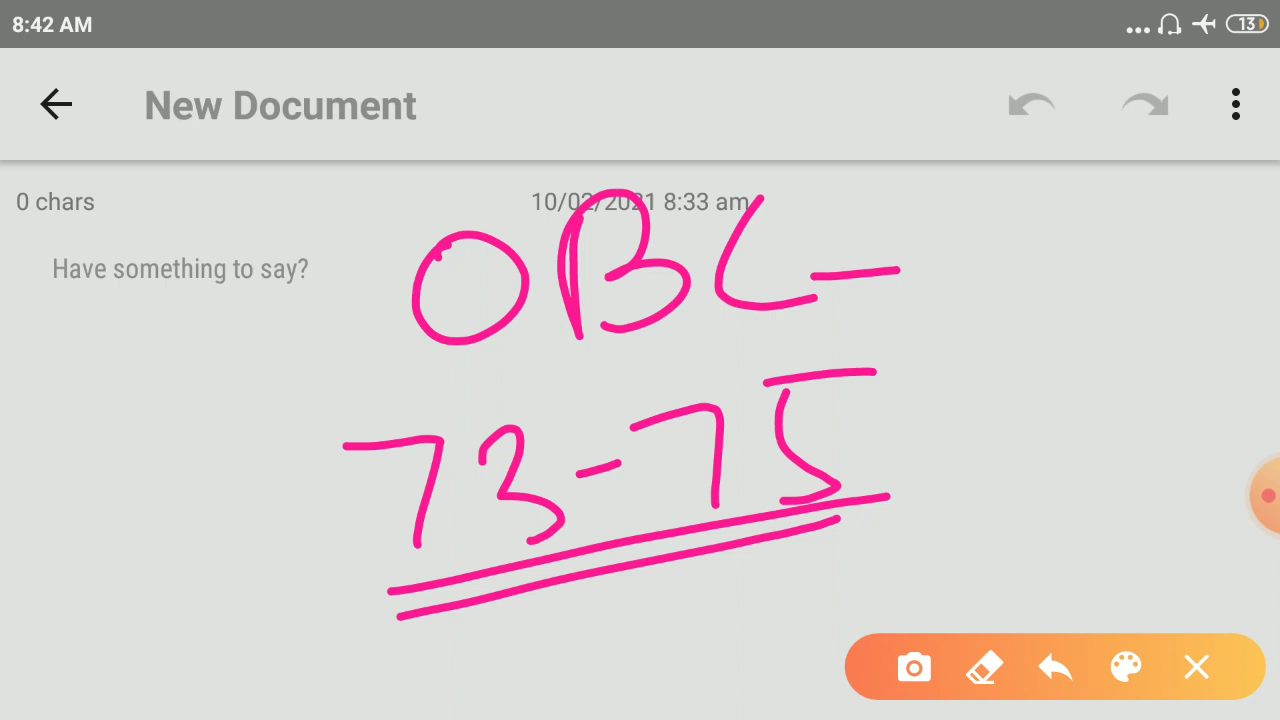 8:42 AM
13
New Document
0 chars
10/02/2021 8:33 am
Have something to say?
OBC-
73-75